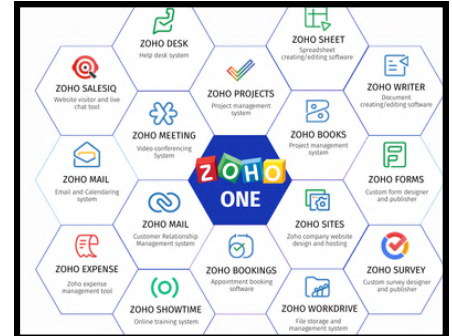 ZOHO DESK
Help desk system
ZOHO SHEET
Spreadsheet
creating/editing software
ZOHO SALESIQ
Website visitor and live
chat tool
ZOHO PROJECTS
Project management
system
ZOHO WRITER
Document
creating/editing software
ZOHO MEETING
Video conferencing
System
ZOHO BOOKS
Project management
system
ZOHO MAIL
Email and Calendaring
system
ZOHO
ONE
ZOHO FORMS
Custom form designer
and publisher
ZOHO MAIL
Customer Relationship
Management system
ZOHO SITES
Zoho company website
design and hosting
ZOHO EXPENSE
Zoho expense
management tool
ZOHO BOOKINGS
Appointment booking
software
ZOHO SURVEY
Custom survey designer
and publisher
ZOHO SHOWTIME
Online training system
ZOHO WORKDRIVE
File storage and
management system